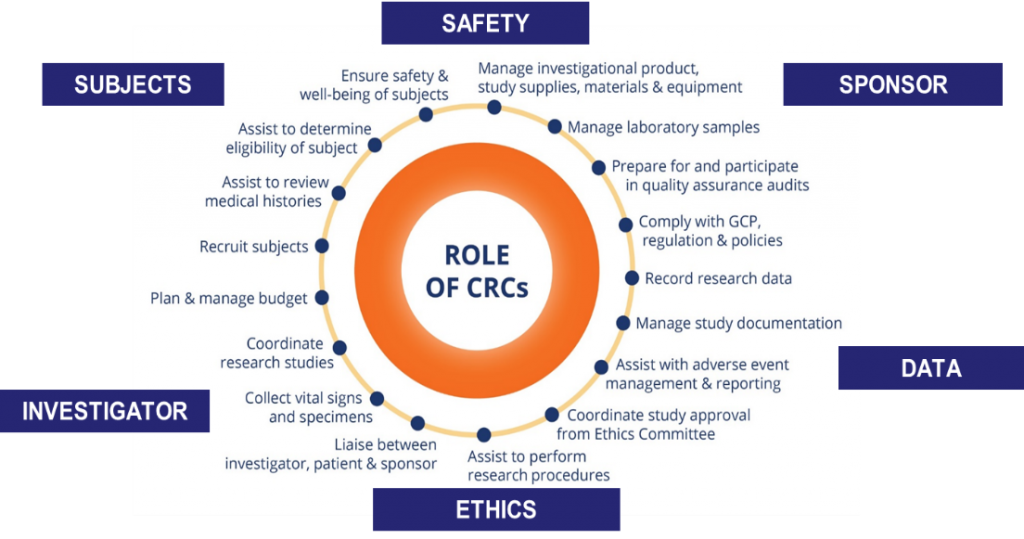 SAFETY
SUBJECTS
SPONSOR
Ensure safety &
well-being of subjects
Manage investigational product,
study supplies, materials & equipment
Assist to determine
eligibility of subject
Manage laboratory samples
Assist to review
medical histories
Prepare for and participate
in quality assurance audits
Recruit subjects
Comply with GCP,
regulation & policies
ROLE
OF CRCs
Plan & manage budget
Record research data
Coordinate
research studies
Manage study documentation
Collect vital signs
and specimens
Assist with adverse event
management & reporting
DATA
INVESTIGATOR
Liaise between
investigator, patient & sponsor
Coordinate study approval
from Ethics Committee
Assist to perform
research procedures
ETHICS